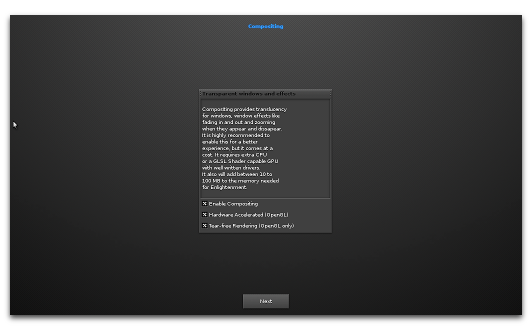 Compositing
Transparent windows and effects
Compositing provides translucency
for windows, window effects like
fading in and out and zooming
when they appear and dissapear.
It is highly recommended to
enable this for a better
experience, but it comes at a
cost. It requires extra CPU
or a GLSL Shader capable GPU
with well written drivers.
It also will add between 10 to
100 MB to the memory needed
for Enlightenment.
Enable Compositing
Hardware Accelerated (OpenGL)
Tear-free Rendering (OpenGL only)
Next